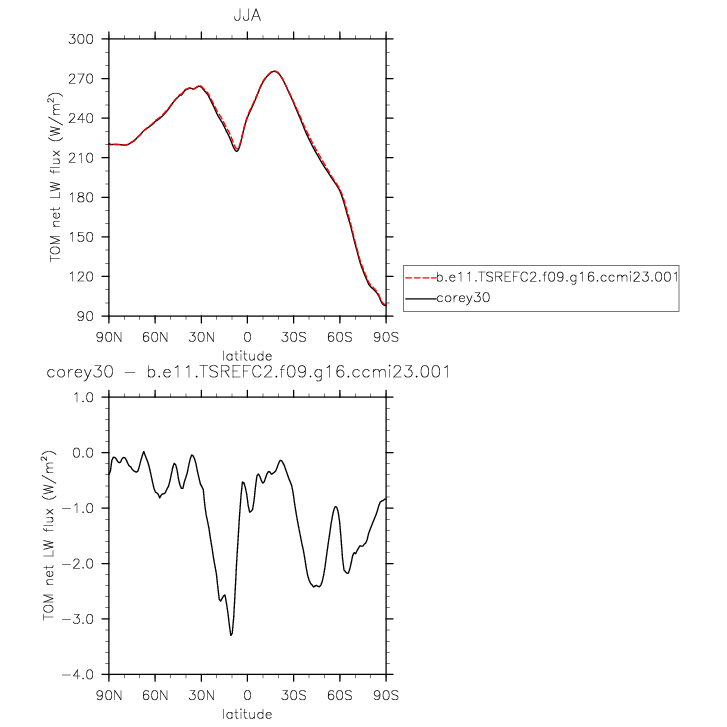 JJA
300
270
240
210
180
150
120
90
TOM net LW flux (W/m²)
90N 60N 30N 0 30S 60S 90S
latitude
b.e11.TSREFC2.f09.g16.ccmi23.001
corey30
corey30 − b.e11.TSREFC2.f09.g16.ccmi23.001
1.0
0.0
−1.0
−2.0
−3.0
−4.0
TOM net LW flux (W/m²)
90N 60N 30N 0 30S 60S 90S
latitude